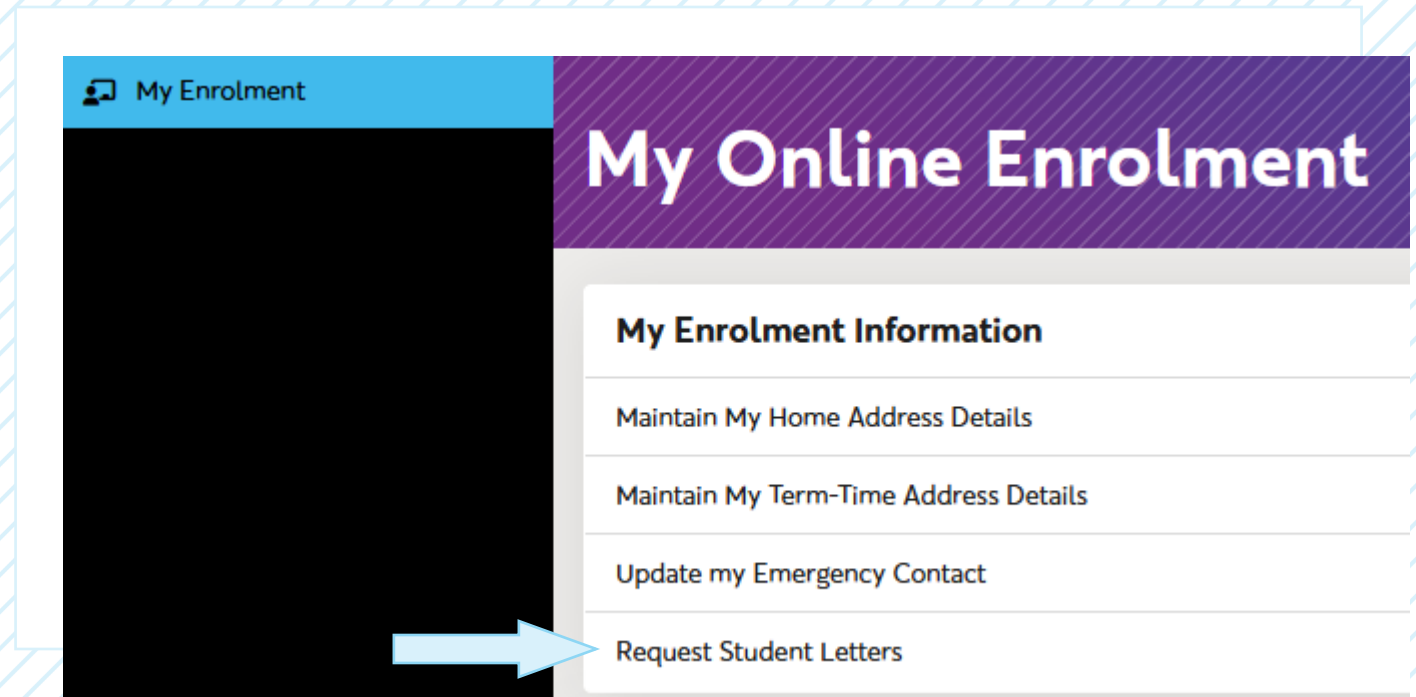 My Enrolment
My Online Enrolment
My Enrolment Information
Maintain My Home Address Details
Maintain My Term-Time Address Details
Update my Emergency Contact
Request Student Letters